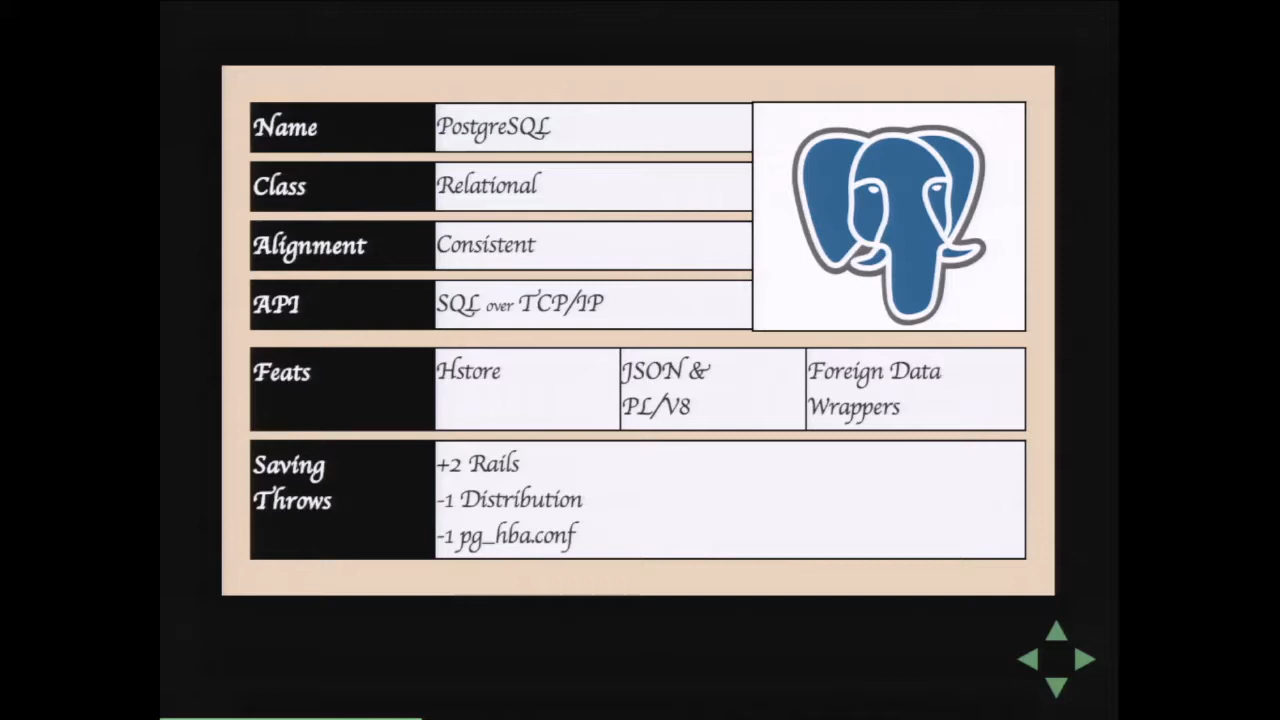 Name PostgreSQL
Class Relational
Alignment Consistent
API SQL over TCP/IP
Feats Hstore JSON & Foreign Data
PL/V8 Wrappers
Saving +2 Rails
Throws -1 Distribution
-1 pg_hba.conf